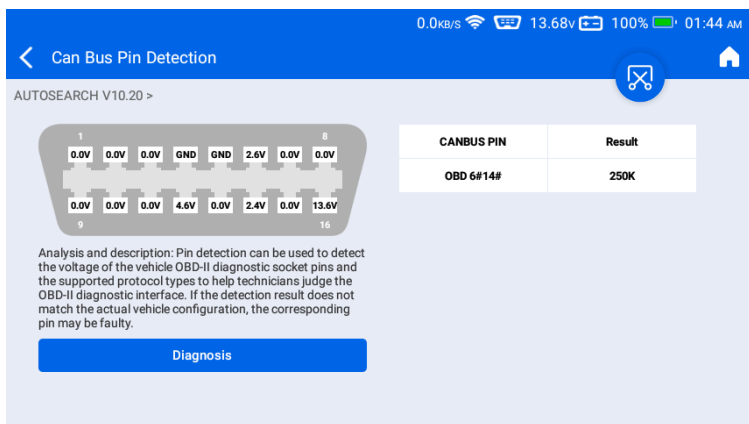 0.0KB/S 13.68V 100% 01:44 AM
Can Bus Pin Detection
AUTOSEARCH V10.20 >
1 8
0.0V 0.0V 0.0V GND GND 2.6V 0.0V 0.0V
0.0V 0.0V 0.0V 4.6V 0.0V 2.4V 0.0V 13.6V
9 16
CANBUS PIN Result
OBD 6#14# 250K
Analysis and description: Pin detection can be used to detect
the voltage of the vehicle OBD-II diagnostic socket pins and
the supported protocol types to help technicians judge the
OBD-II diagnostic interface. If the detection result does not
match the actual vehicle configuration, the corresponding
pin may be faulty.
Diagnosis